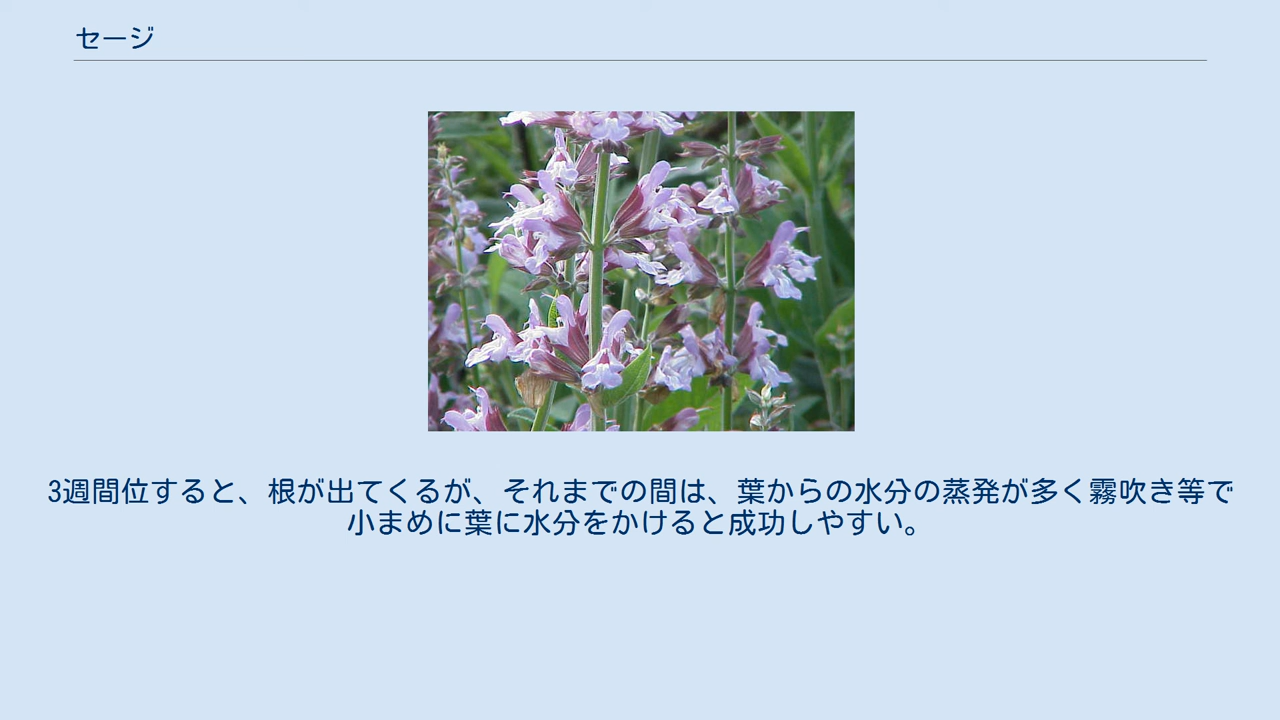 セージ
3週間位すると、根が出てくるが、それまでの間は、葉からの水分の蒸発が多く霧吹き等で
小まめに葉に水分をかけると成功しやすい。